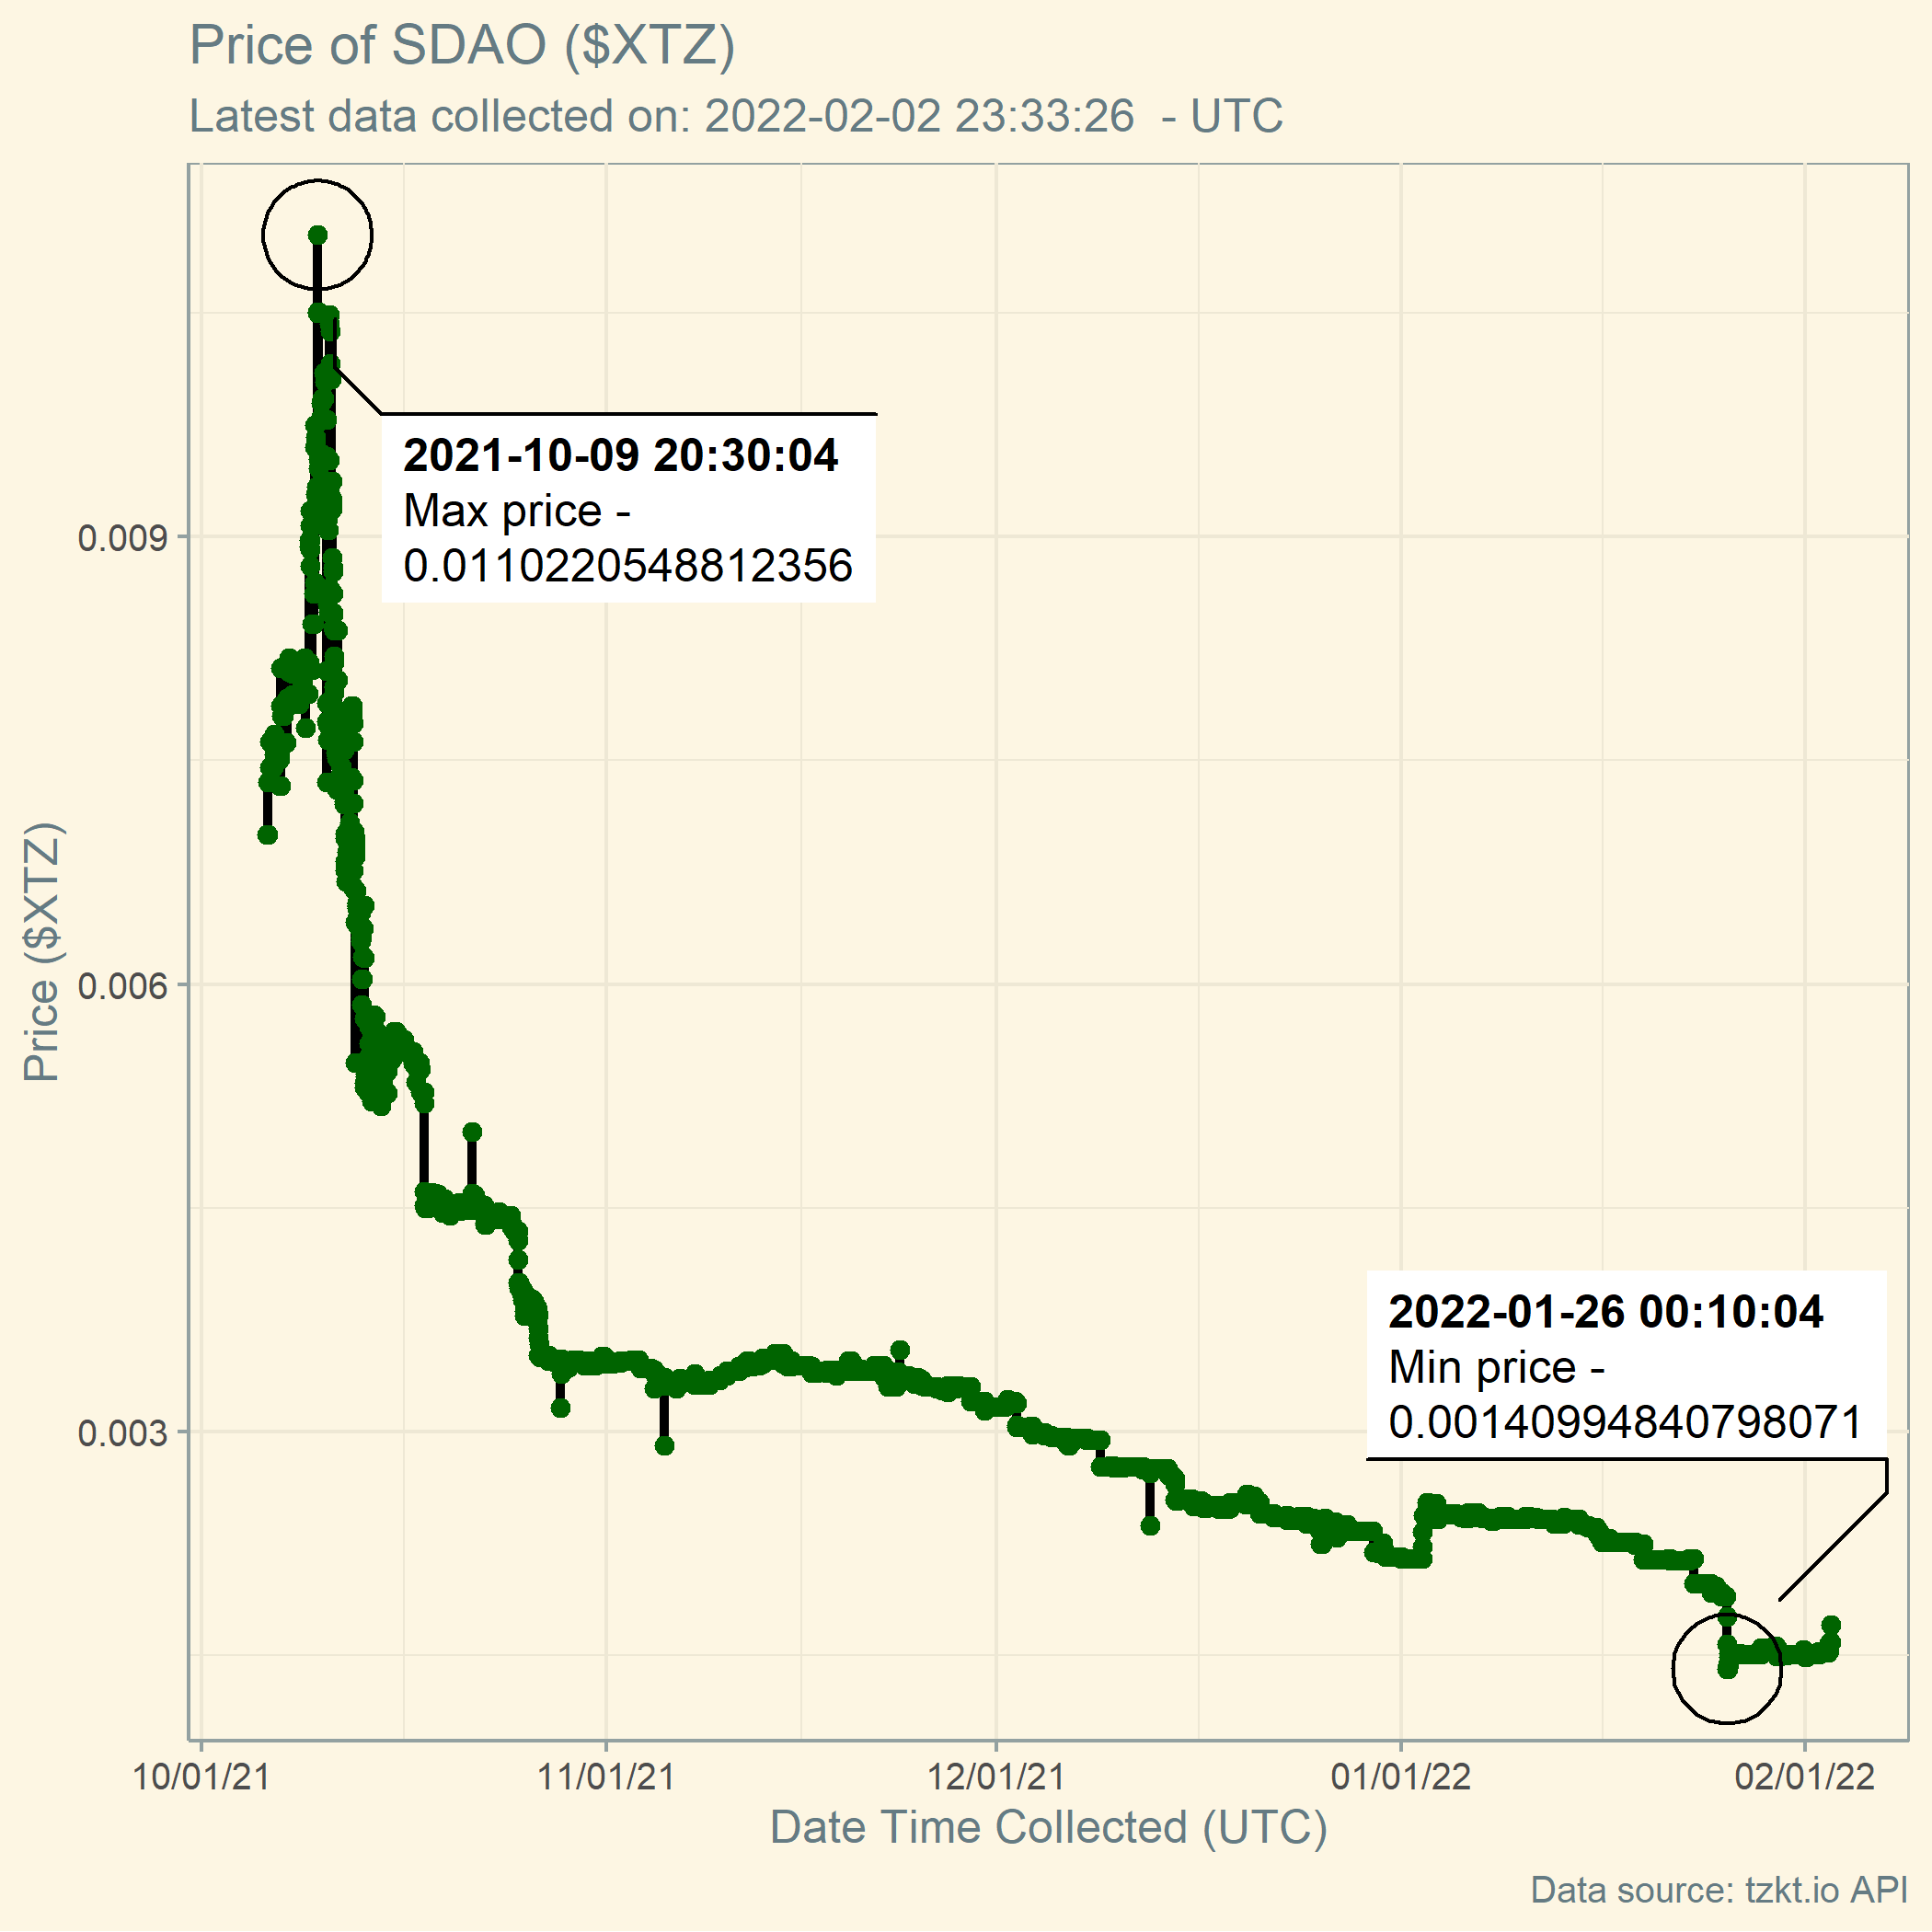 Price of SDAO ($XTZ)
Latest data collected on: 2022-02-02 23:33:26  - UTC
2021-10-09 20:30:04
Max price -
0.0110220548812356
0.009
0.006
0.003
Price ($XTZ)
2022-01-26 00:10:04
Min price -
0.00140994840798071
10/01/21
11/01/21
12/01/21
01/01/22
02/01/22
Date Time Collected (UTC)
Data source: tzkt.io API